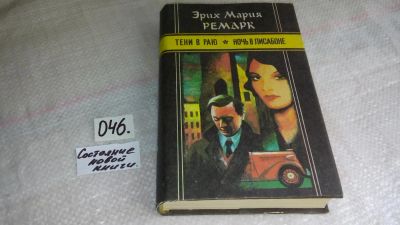 Эрих Мария
РЕМАРК
ТЕНИ В РАЮ ★ НОЧЬ В ЛИССАБОНЕ
046.
Состояние
новой
книги.